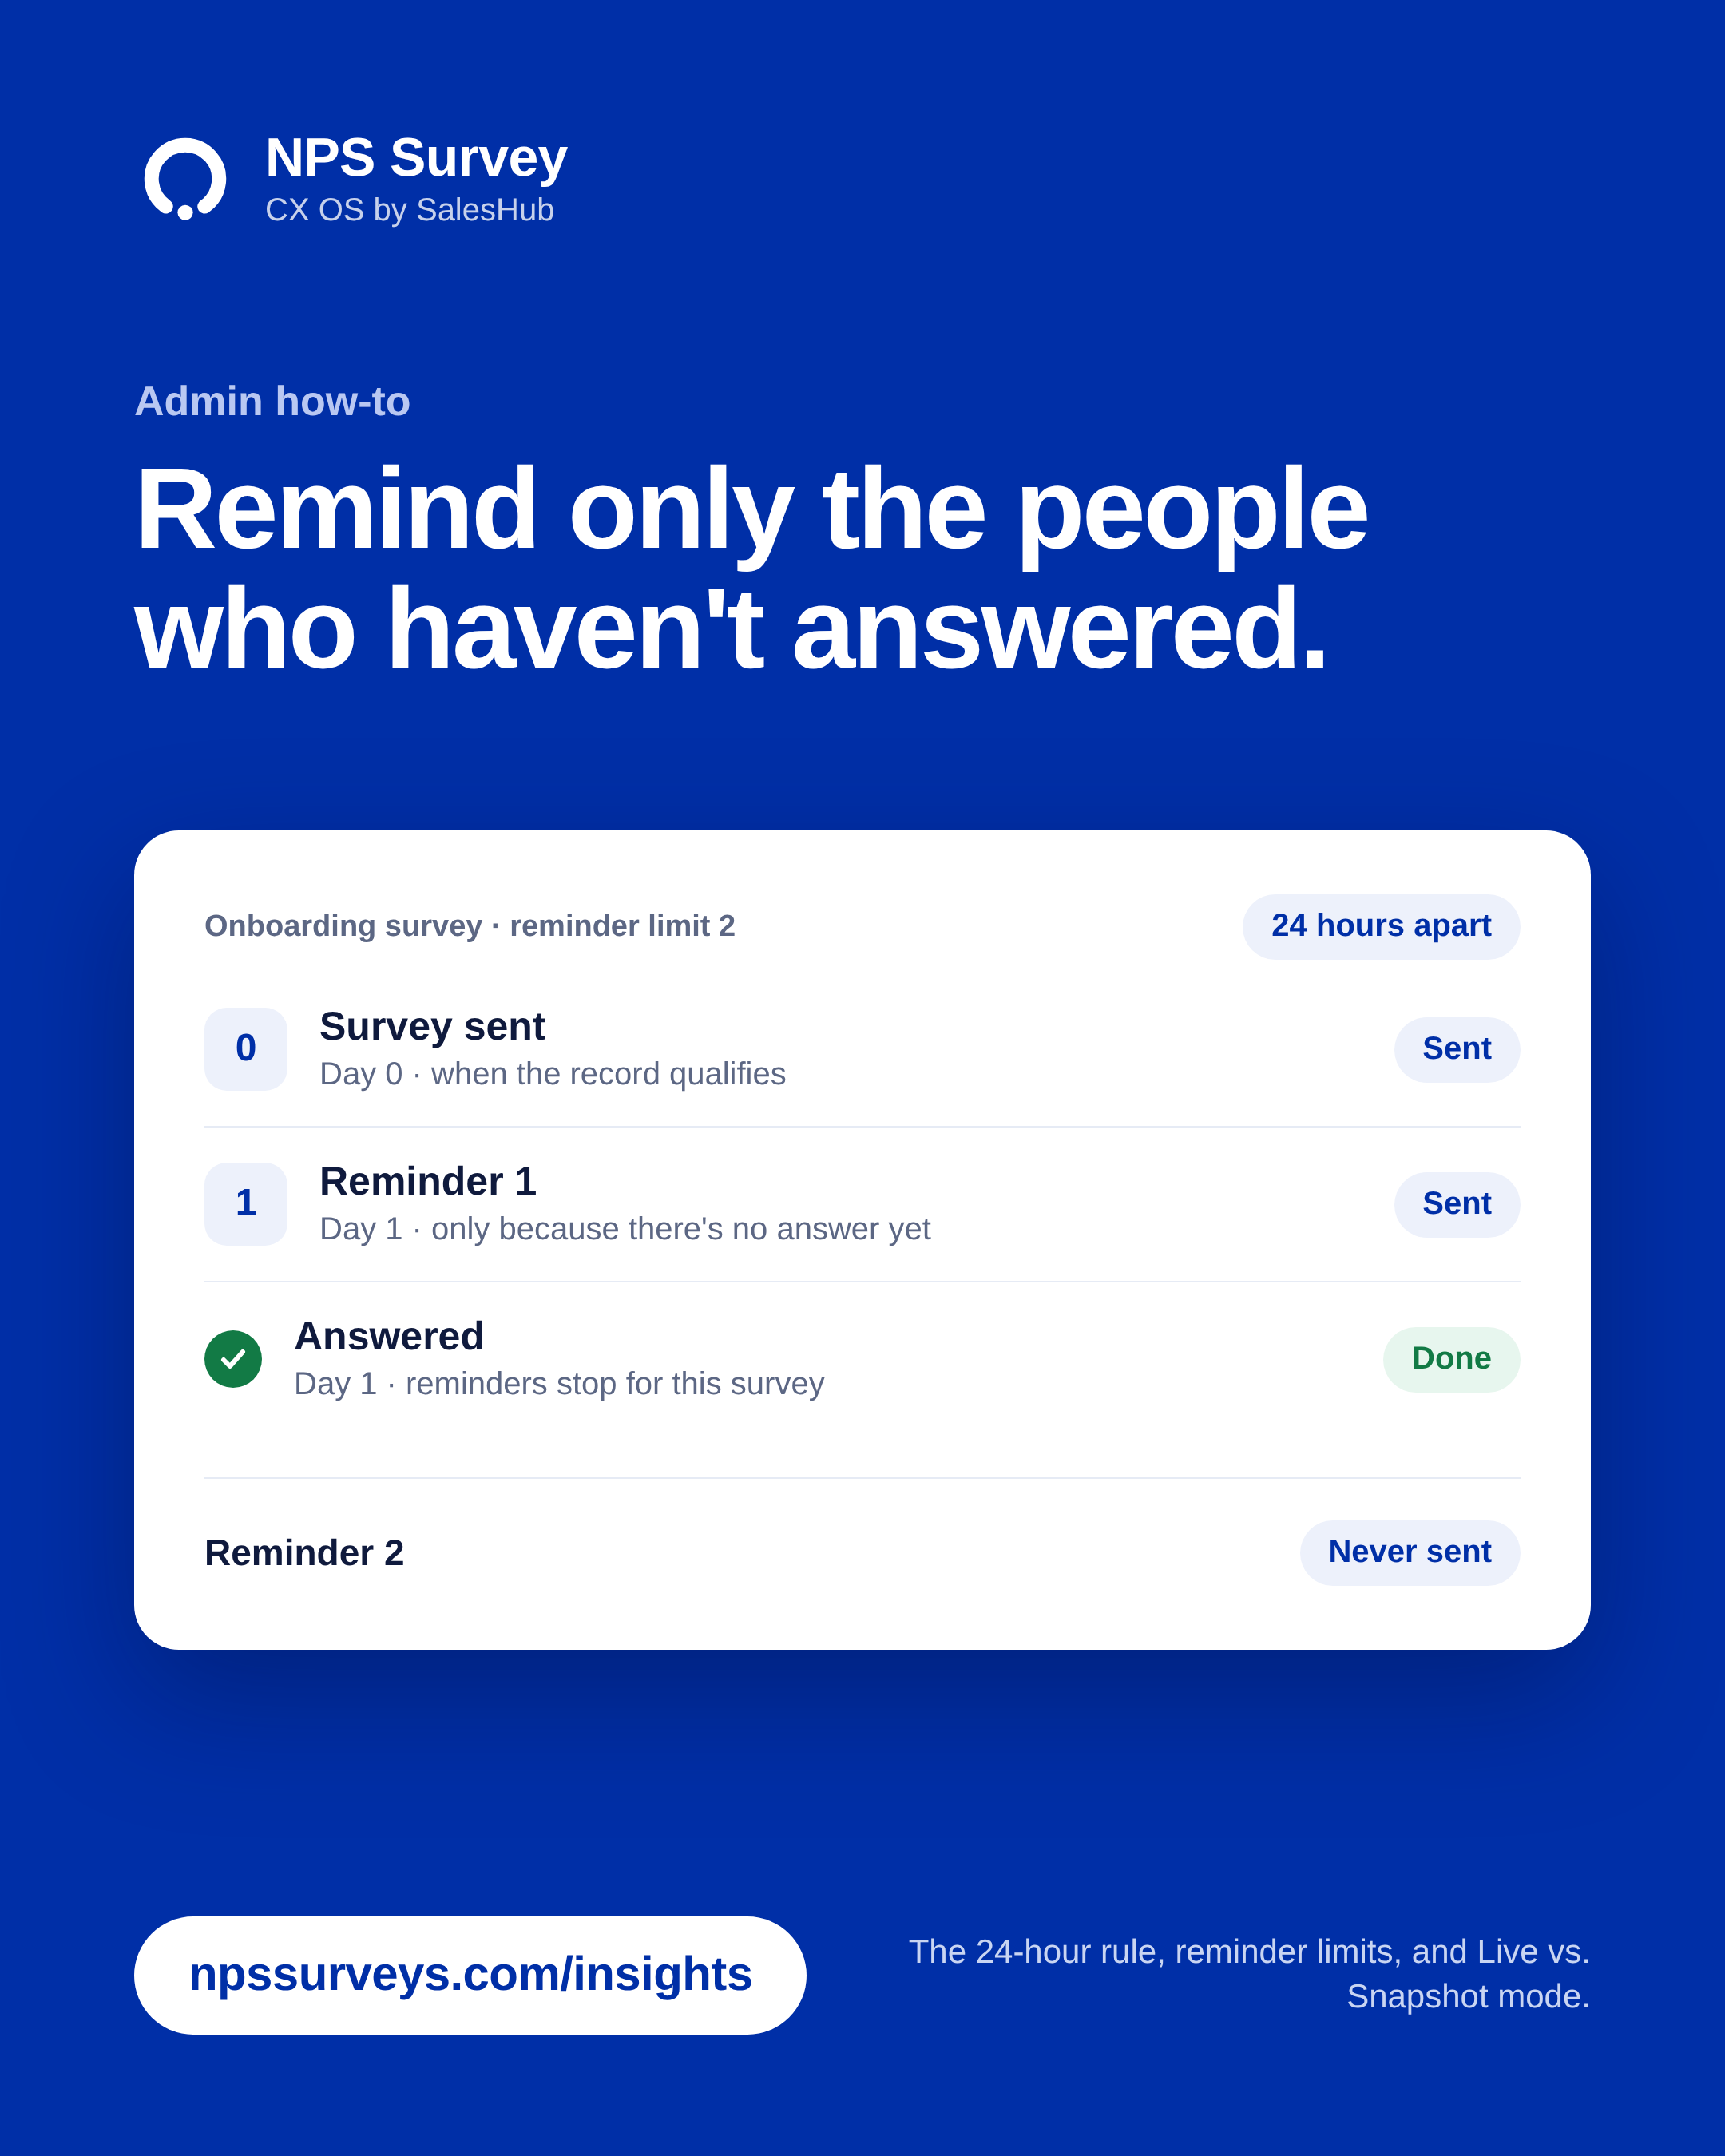 NPS Survey
CX OS by SalesHub
Admin how-to
Remind only the people
who haven't answered.
Onboarding survey · reminder limit 2
24 hours apart
0
Survey sent
Day 0 · when the record qualifies
Sent
1
Reminder 1
Day 1 · only because there's no answer yet
Sent
Answered
Day 1 · reminders stop for this survey
Done
Reminder 2
Never sent
npssurveys.com/insights
The 24-hour rule, reminder limits, and Live vs.
Snapshot mode.